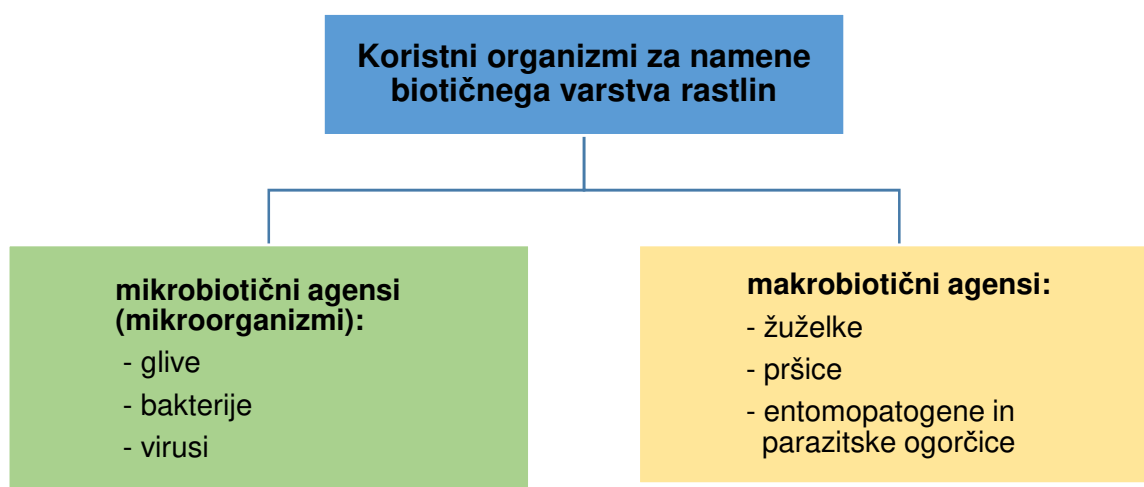 Koristni organizmi za namene
biotičnega varstva rastlin
mikrobiotični agensi
(mikroorganizmi):
- glive
- bakterije
- virusi
makrobiotični agensi:
- žuželke
- pršice
- entomopatogene in
parazitske ogorčice